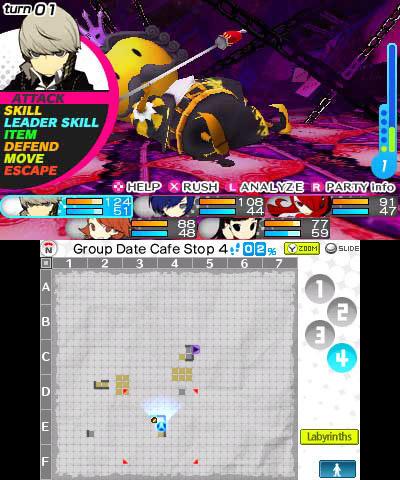 turn 01
ATTACK
SKILL
LEADER SKILL
ITEM
DEFEND
MOVE
ESCAPE
1
HELP X RUSH L ANALYZE R PARTY Info
124
51
108
44
91
47
88
48
77
59
N Group Date Cafe Stop 4 02% Y ZOOM SLIDE
1 2 3 4 5 6 7
A
B
C
D
E
F
1
2
3
4
Labyrinths